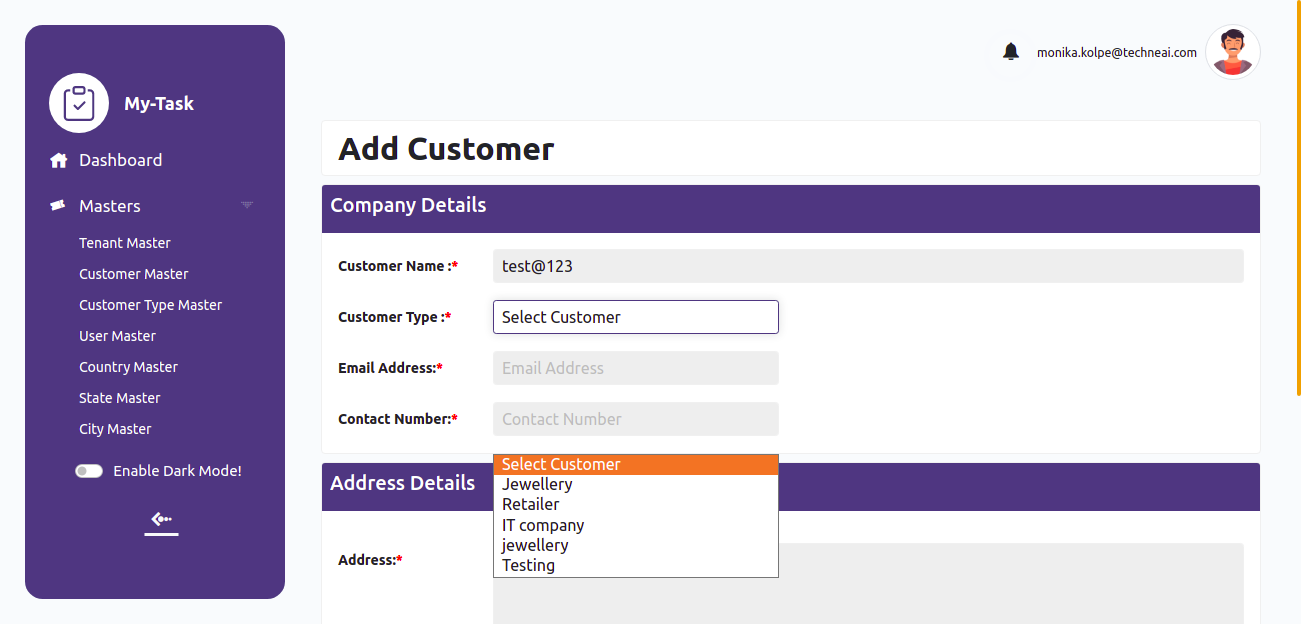 monika.kolpe@techneai.com
My-Task
Dashboard
Masters
Tenant Master
Customer Master
Customer Type Master
User Master
Country Master
State Master
City Master
Enable Dark Mode!
Add Customer
Company Details
Customer Name :* test@123
Customer Type :* Select Customer
Email Address:* Email Address
Contact Number:* Contact Number
Select Customer
Jewellery
Retailer
IT company
jewellery
Testing
Address Details
Address:*